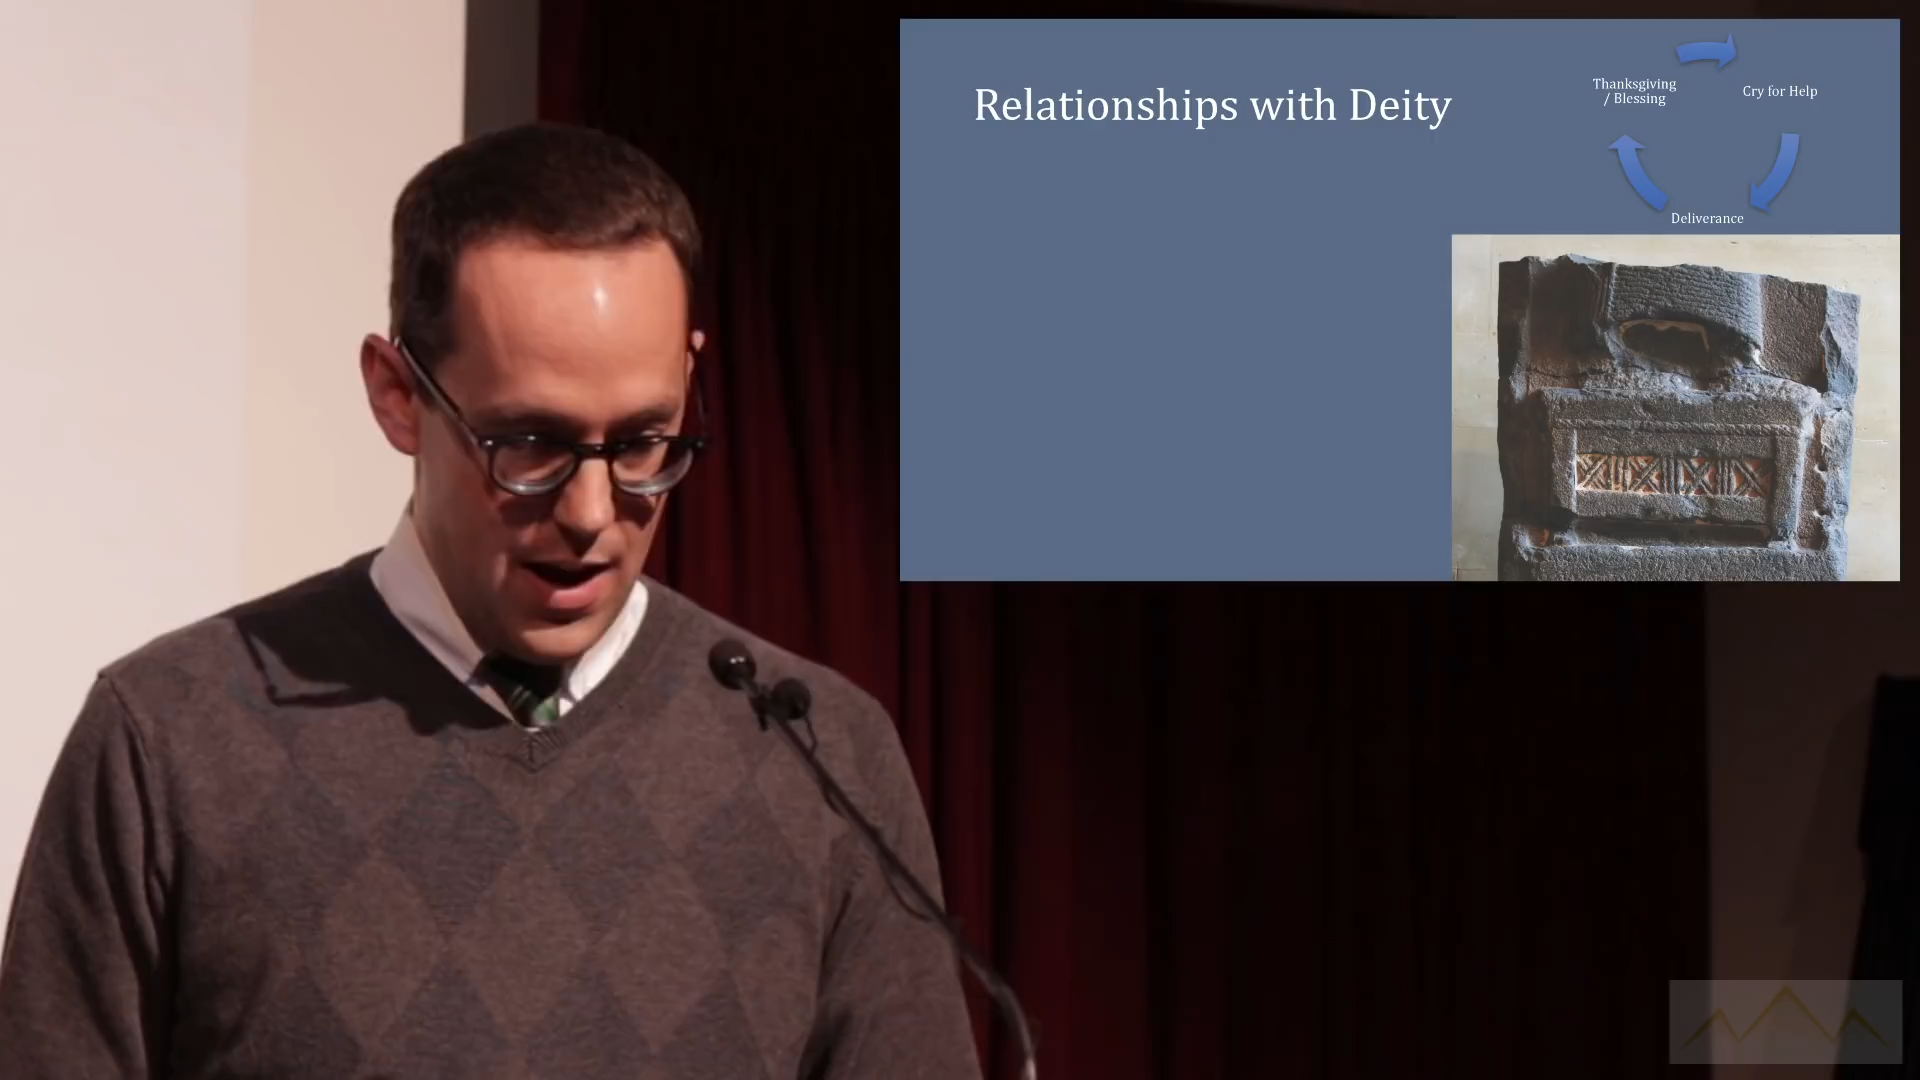 Relationships with Deity
Thanksgiving
/ Blessing
Cry for Help
Deliverance